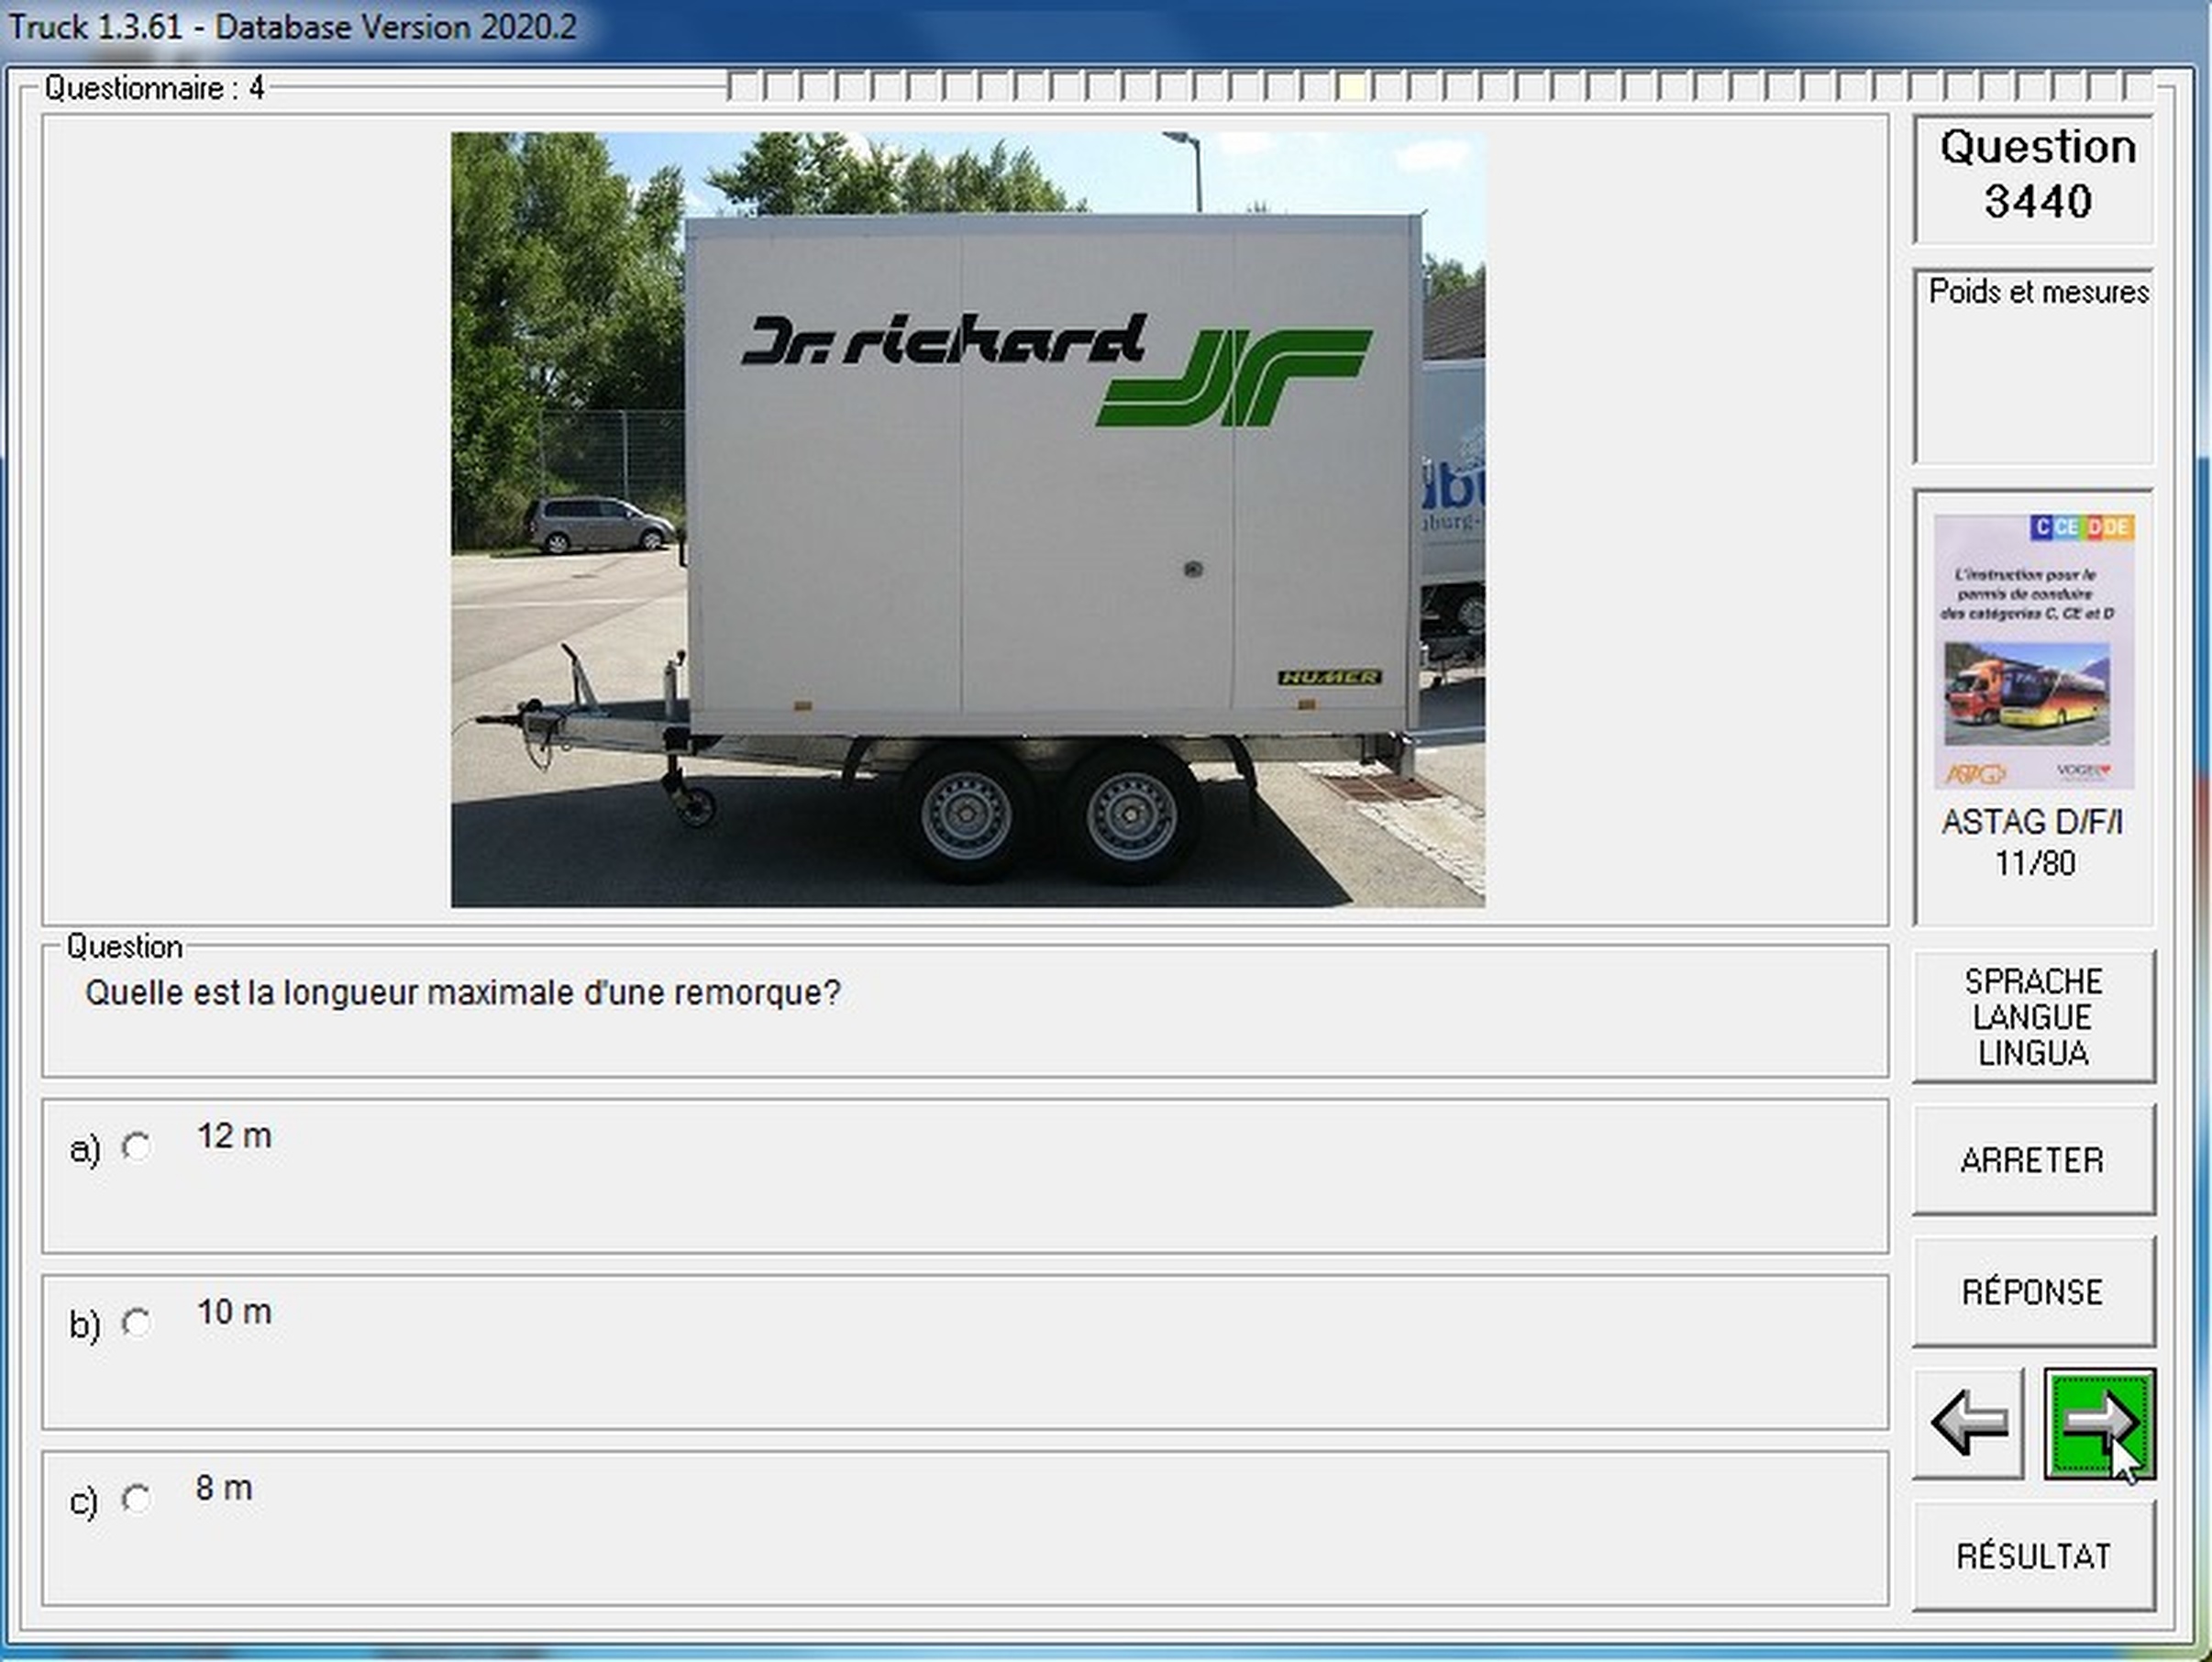 Truck 1.3.61 - Database Version 2020.2
Questionnaire : 4
Question
3440
Poids et mesures
Dr. richard
HUMER
C CE D DE
L'instruction pour le
permis de conduire
des catégories C, CE et D
ASTAG
VOGEL
ASTAG D/F/I
11/80
Question
Quelle est la longueur maximale d'une remorque?
a) 12 m
b) 10 m
c) 8 m
SPRACHE
LANGUE
LINGUA
ARRETER
RÉPONSE
RÉSULTAT